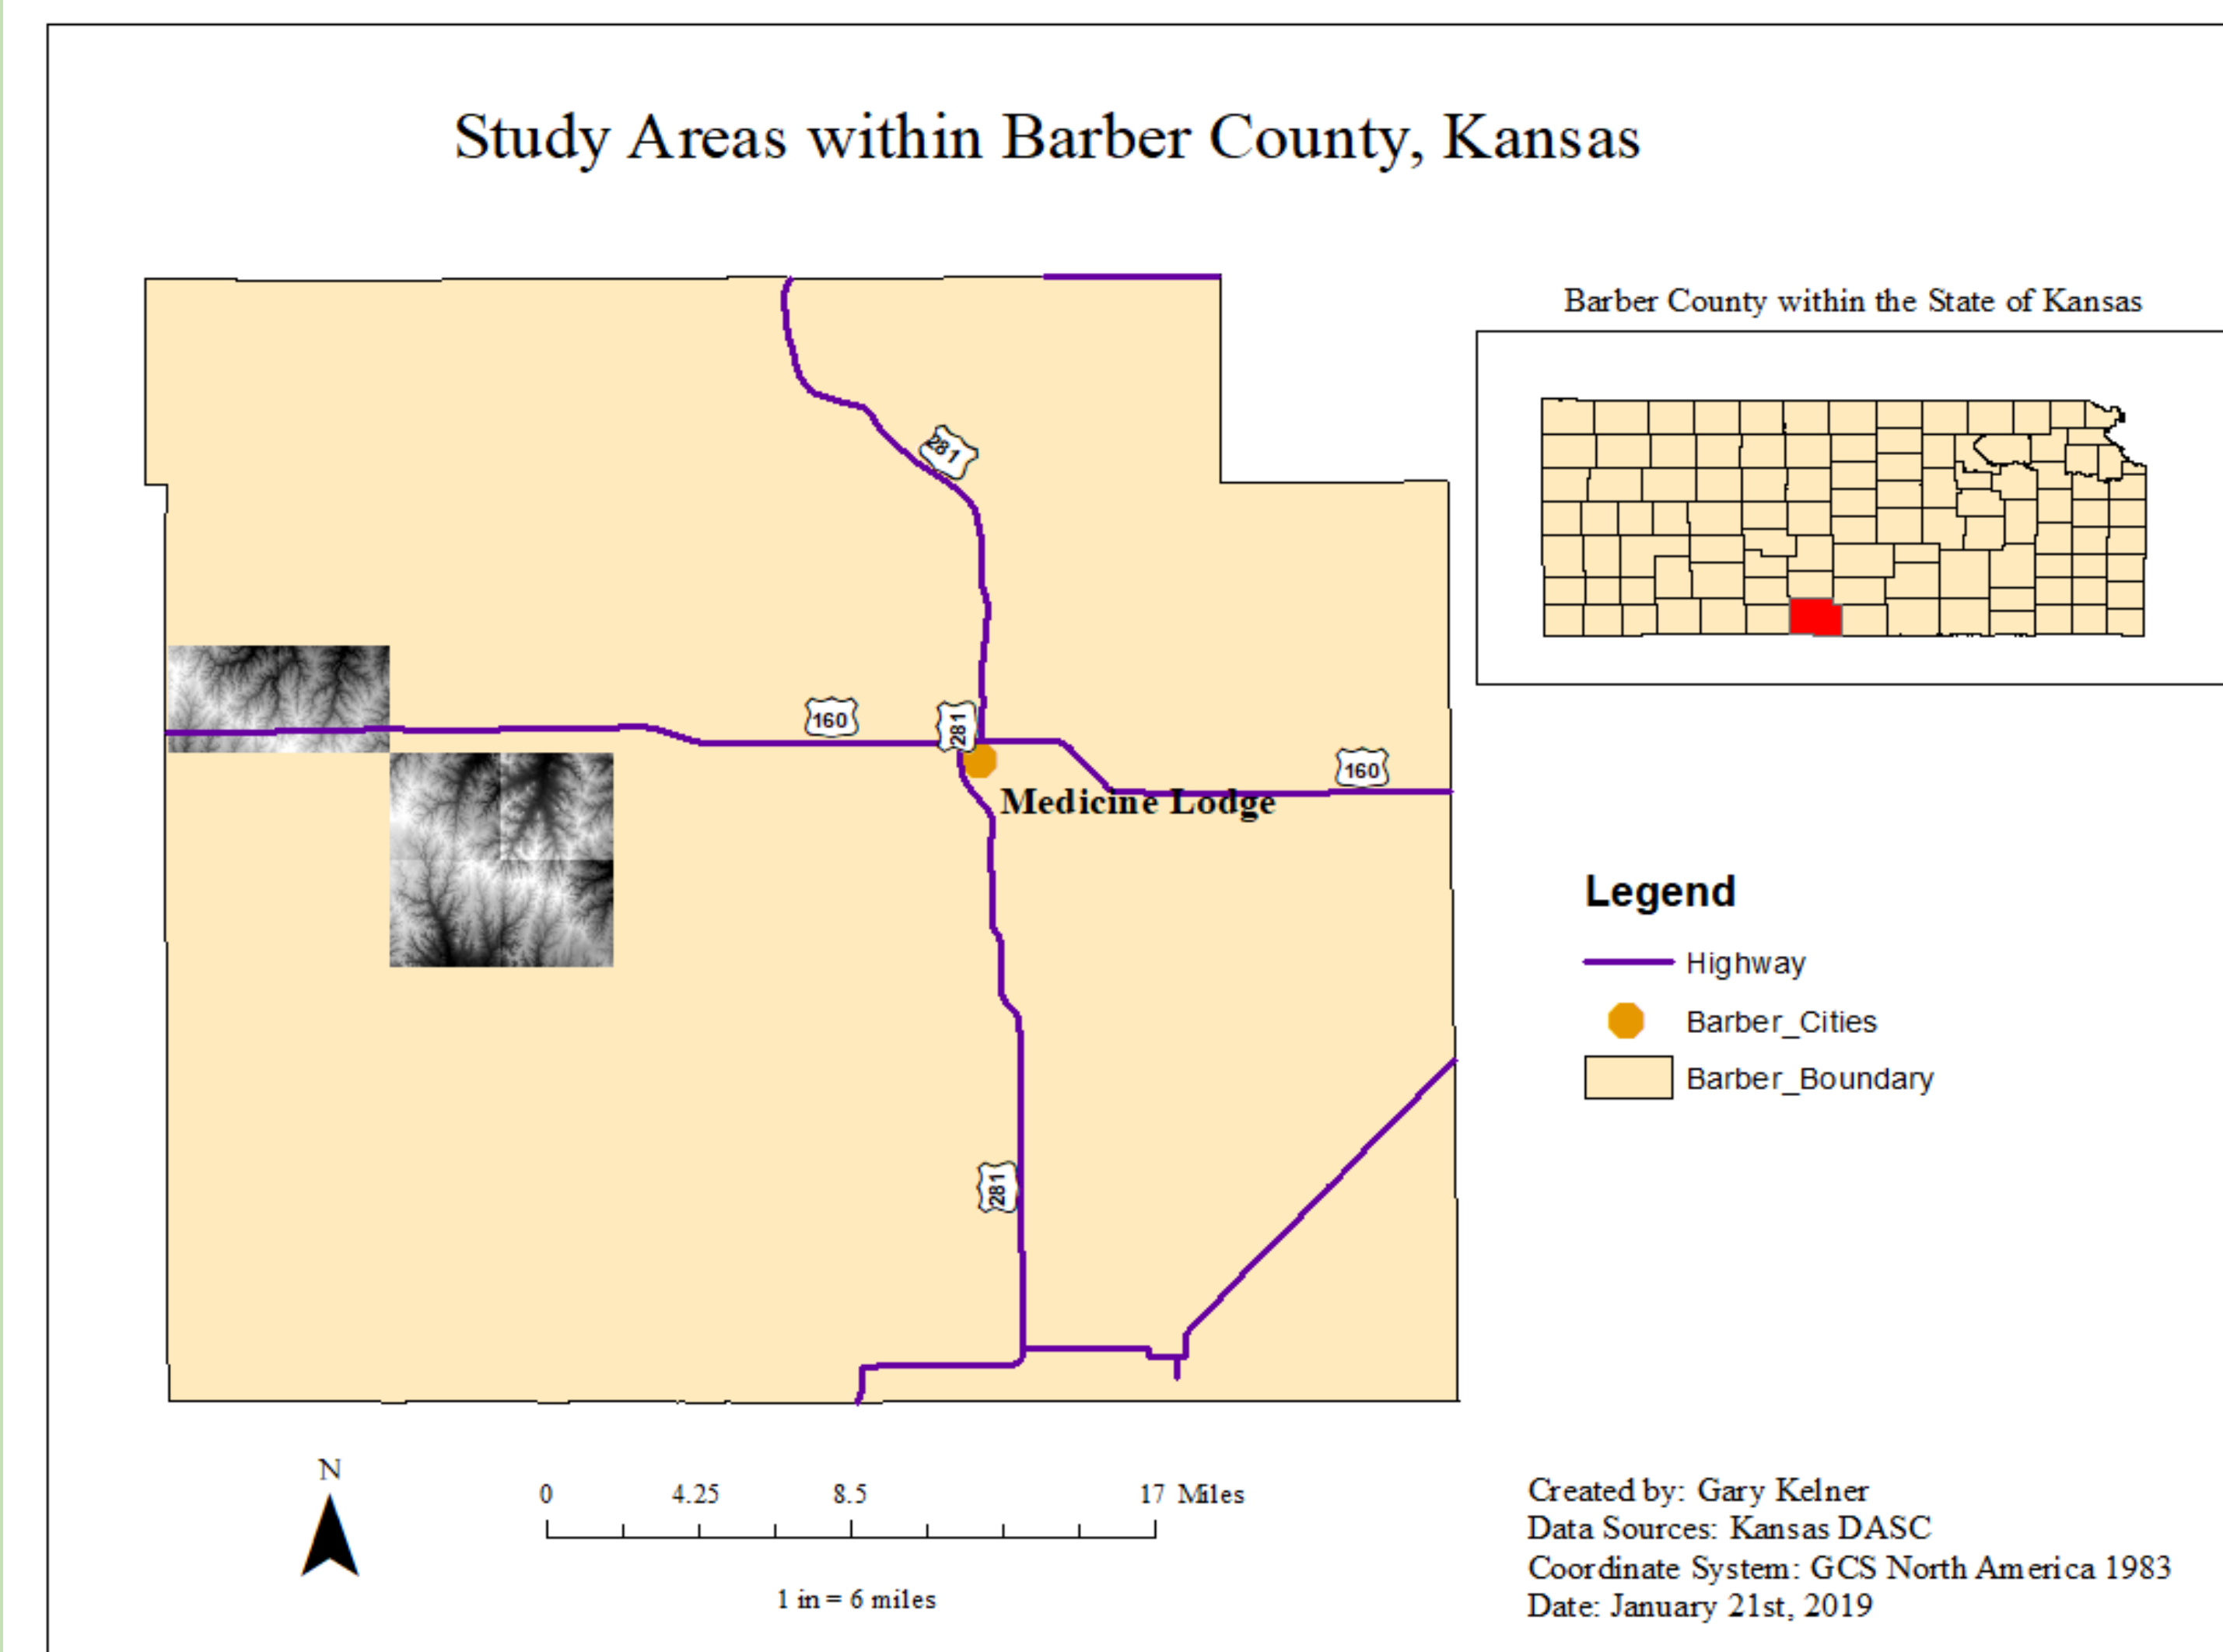 Study Areas within Barber County, Kansas
Barber County within the State of Kansas
281
160
281
160
Medicine Lodge
281
Legend
Highway
Barber_Cities
Barber_Boundary
N
0 4.25 8.5 17 Miles
1 in = 6 miles
Created by: Gary Kelner
Data Sources: Kansas DASC
Coordinate System: GCS North America 1983
Date: January 21st, 2019